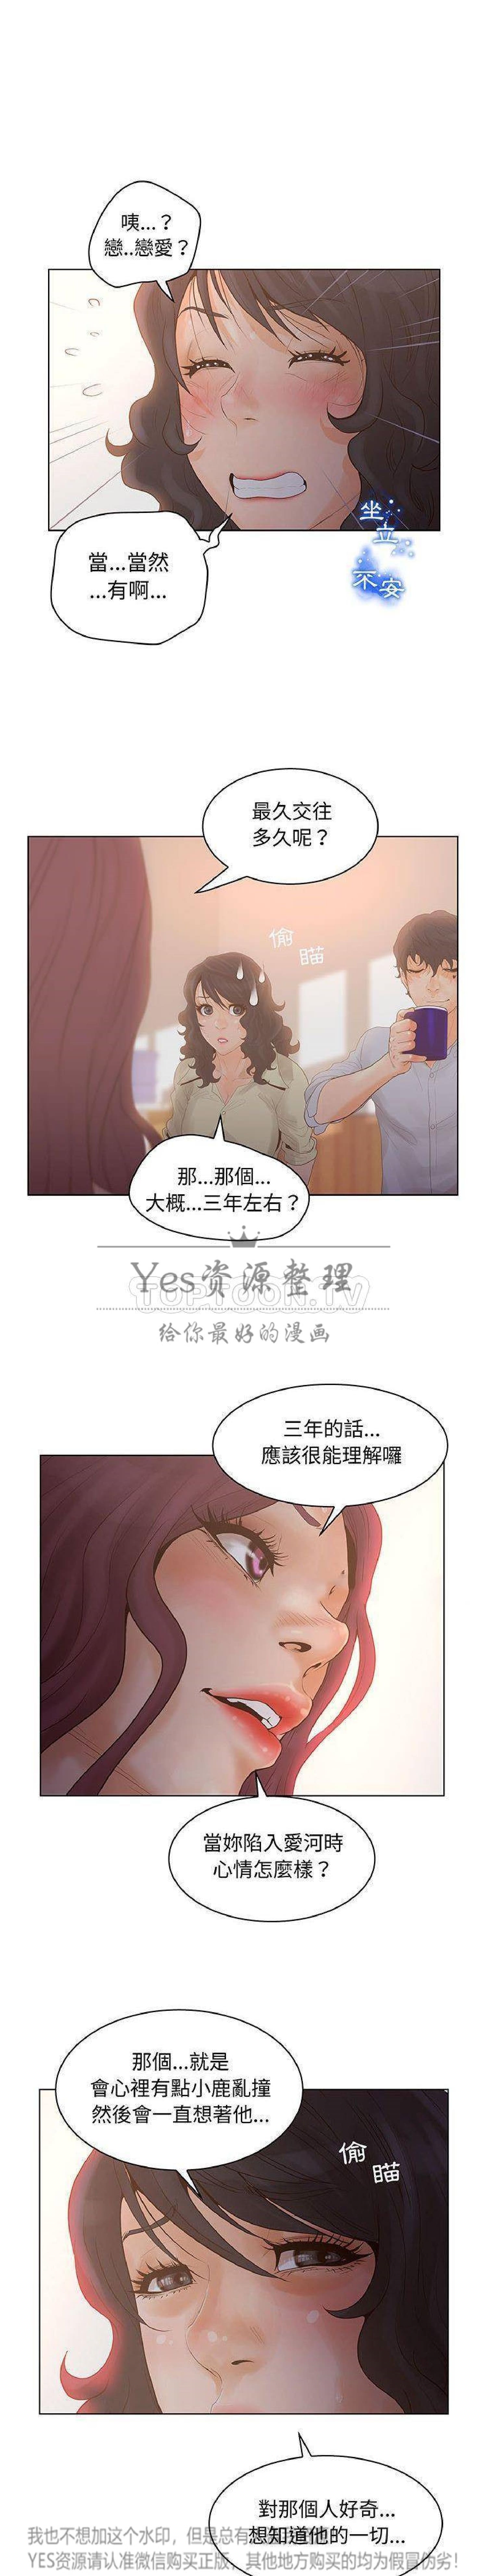 咦...？
戀..戀愛？
坐立不安
當...當然
...有啊...
最久交往
多久呢？
偷瞄
那...那個...
大概...三年左右？
Yes资源整理
TOPTOON.TV
给你最好的漫画
三年的話...
應該很能理解囉
當妳陷入愛河時
心情怎麼樣？
那個...就是
會心裡有點小鹿亂撞
然後會一直想著他...
偷瞄
對那個人好奇...
想知道他的一切...
我也不想加这个水印，但是总有
YES资源请认准微信购买正版，其他地方购买的均为假冒伪劣！